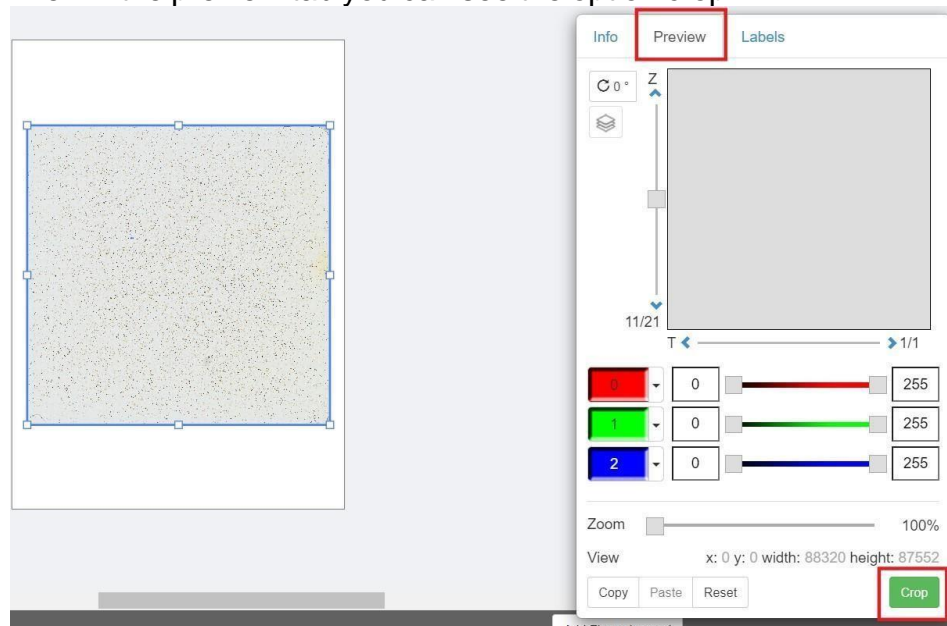 Info Preview Labels
0 °
Z
11/21
T 1/1
0 0 255
1 0 255
2 0 255
Zoom 100%
View x: 0 y: 0 width: 88320 height: 87552
Copy Paste Reset Crop